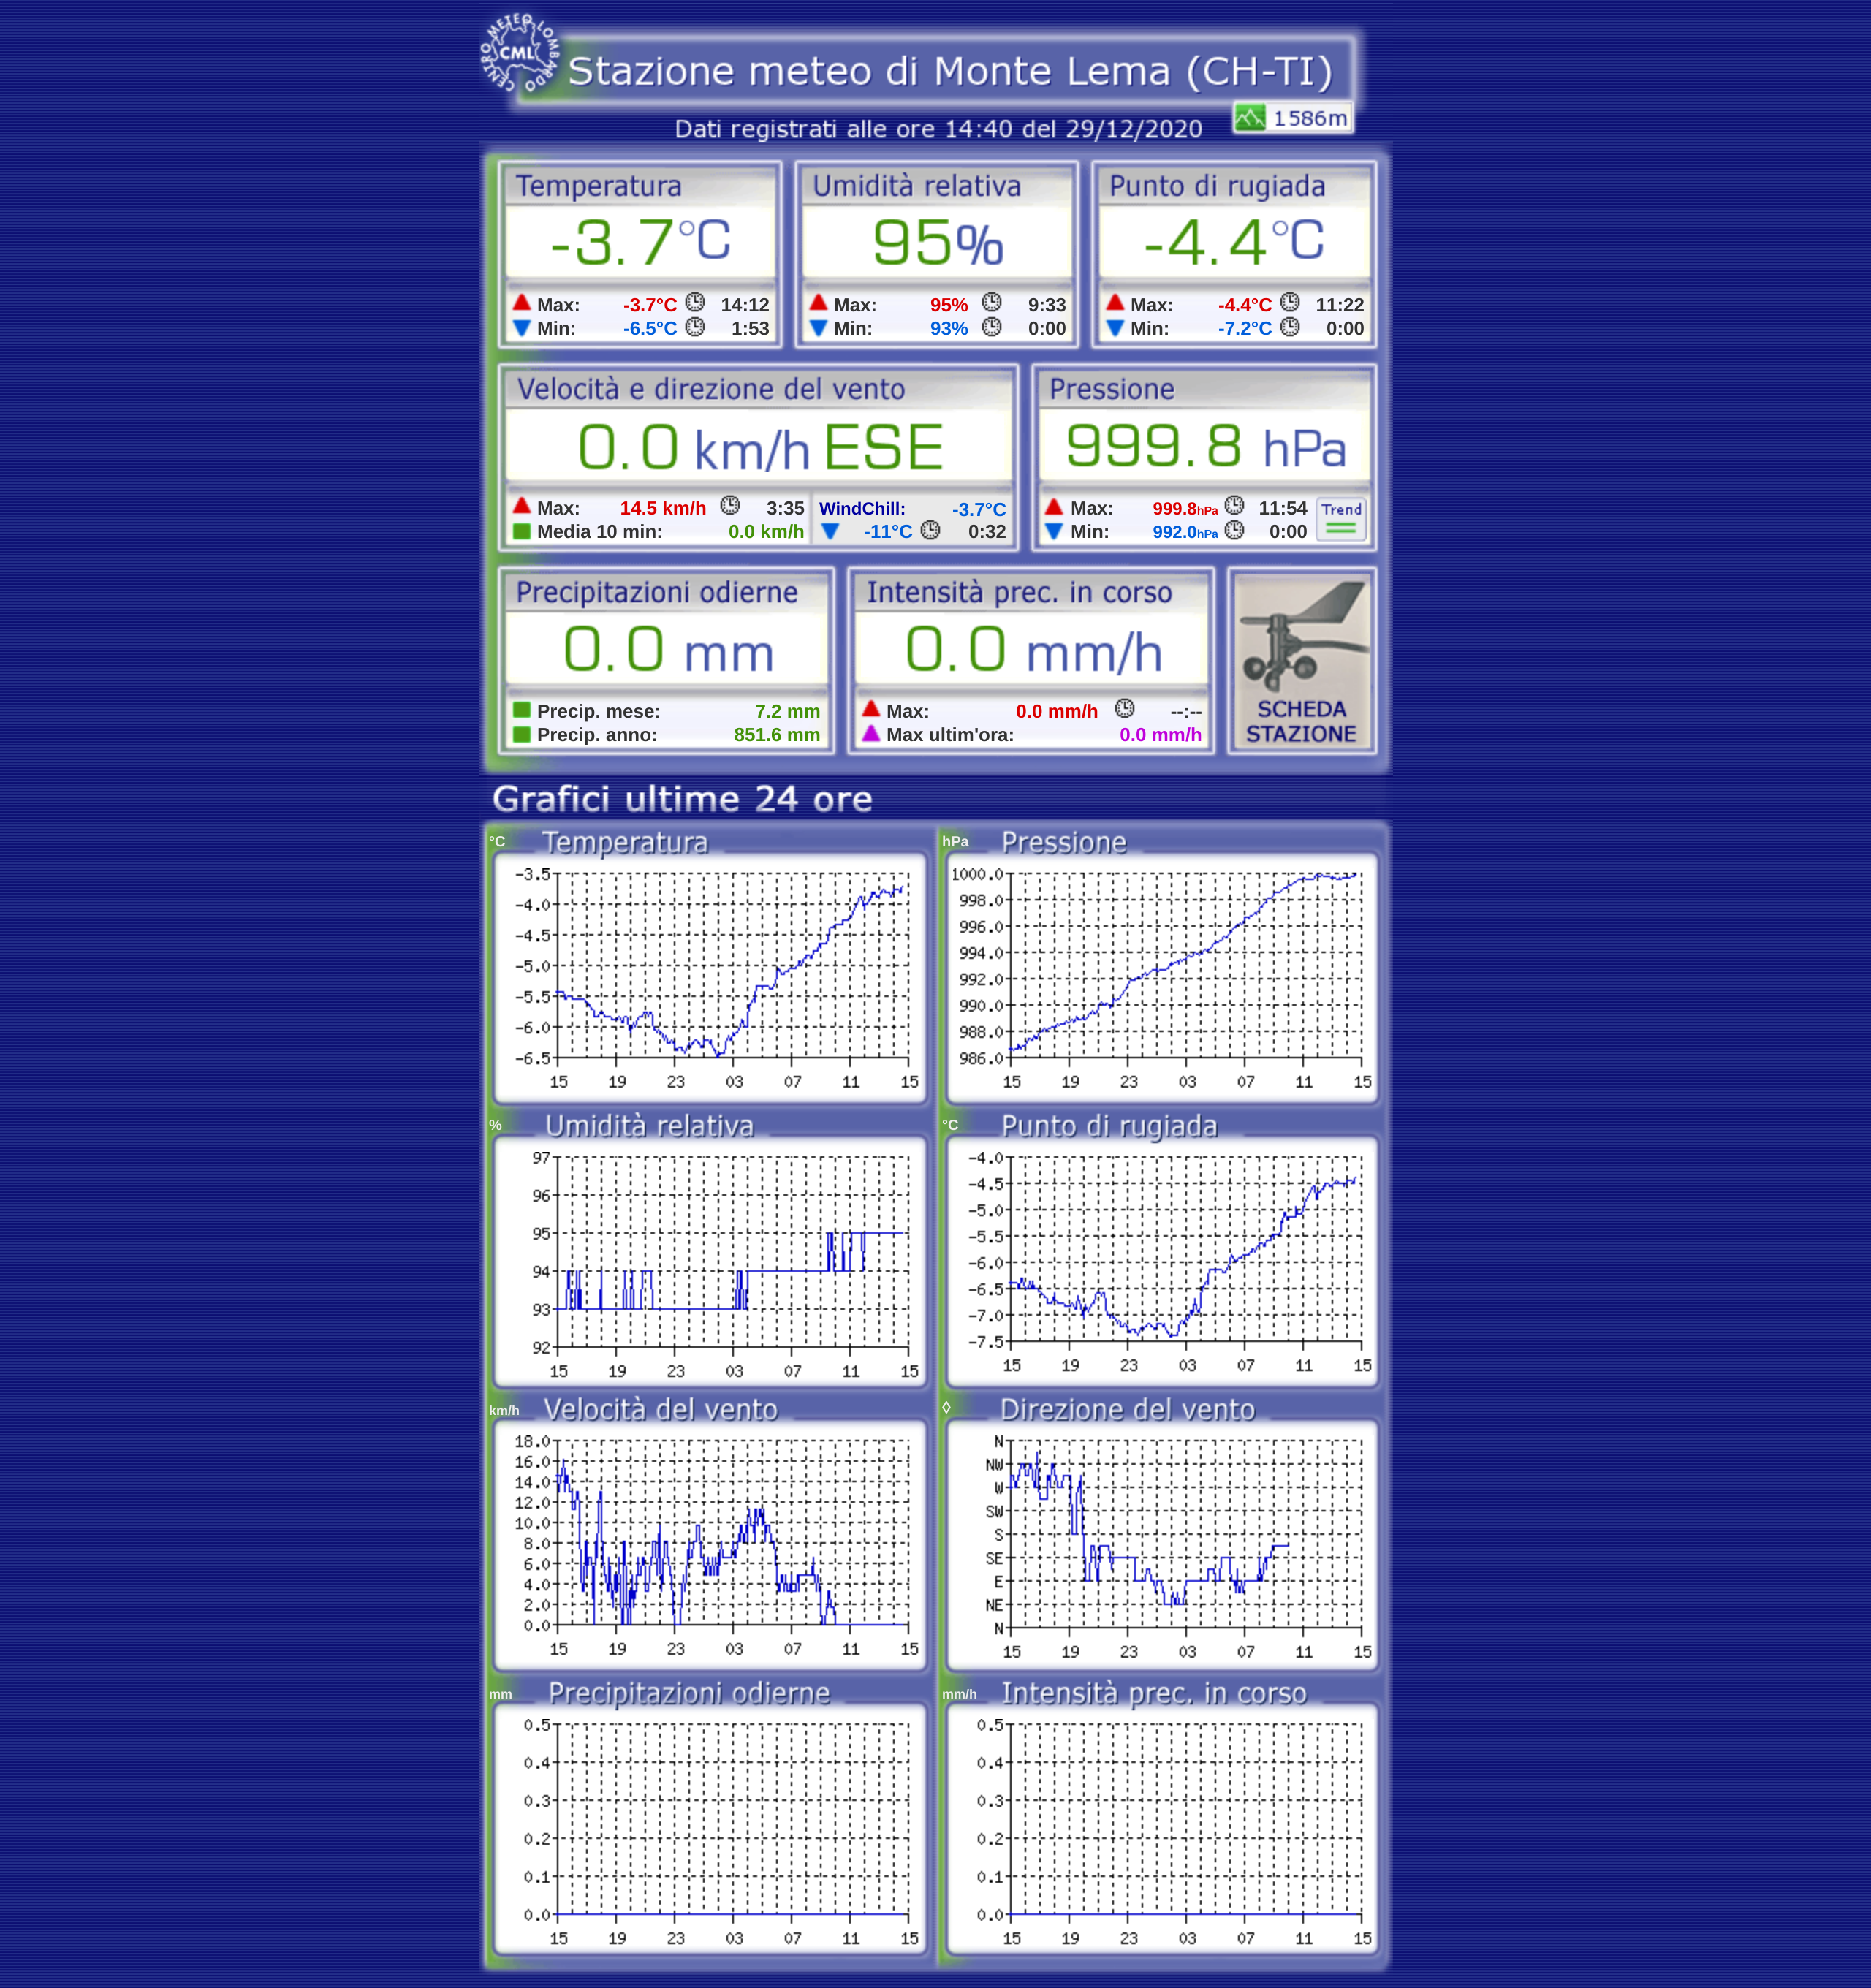 CENTRO METEO LOMBARDO
CML
Stazione meteo di Monte Lema (CH-TI)
1586m
Dati registrati alle ore 14:40 del 29/12/2020
Temperatura
-3.7°C
Max: -3.7°C 14:12
Min: -6.5°C 1:53
Umidità relativa
95%
Max: 95% 9:33
Min: 93% 0:00
Punto di rugiada
-4.4°C
Max: -4.4°C 11:22
Min: -7.2°C 0:00
Velocità e direzione del vento
0.0 km/h ESE
Max: 14.5 km/h 3:35
Media 10 min: 0.0 km/h
WindChill: -3.7°C
-11°C 0:32
Pressione
999.8 hPa
Max: 999.8hPa 11:54
Min: 992.0hPa 0:00
Trend
Precipitazioni odierne
0.0 mm
Precip. mese: 7.2 mm
Precip. anno: 851.6 mm
Intensità prec. in corso
0.0 mm/h
Max: 0.0 mm/h --:--
Max ultim'ora: 0.0 mm/h
SCHEDA
STAZIONE
Grafici ultime 24 ore
°C Temperatura
-3.5
-4.0
-4.5
-5.0
-5.5
-6.0
-6.5
15 19 23 03 07 11 15
hPa Pressione
1000.0
998.0
996.0
994.0
992.0
990.0
988.0
986.0
15 19 23 03 07 11 15
% Umidità relativa
97
96
95
94
93
92
15 19 23 03 07 11 15
°C Punto di rugiada
-4.0
-4.5
-5.0
-5.5
-6.0
-6.5
-7.0
-7.5
15 19 23 03 07 11 15
km/h Velocità del vento
18.0
16.0
14.0
12.0
10.0
8.0
6.0
4.0
2.0
0.0
15 19 23 03 07 11 15
◊ Direzione del vento
N
NW
W
SW
S
SE
E
NE
N
15 19 23 03 07 11 15
mm Precipitazioni odierne
0.5
0.4
0.3
0.2
0.1
0.0
15 19 23 03 07 11 15
mm/h Intensità prec. in corso
0.5
0.4
0.3
0.2
0.1
0.0
15 19 23 03 07 11 15